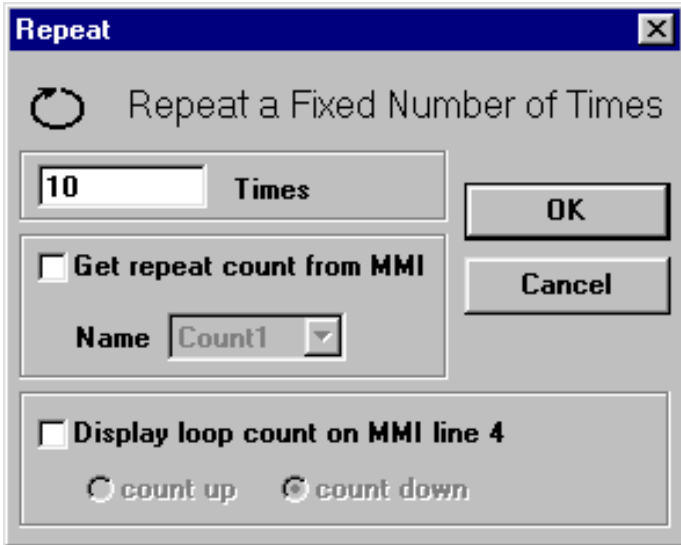 Repeat
Repeat a Fixed Number of Times
10 Times
OK
Get repeat count from MMI
Cancel
Name Count1
Display loop count on MMI line 4
count up count down